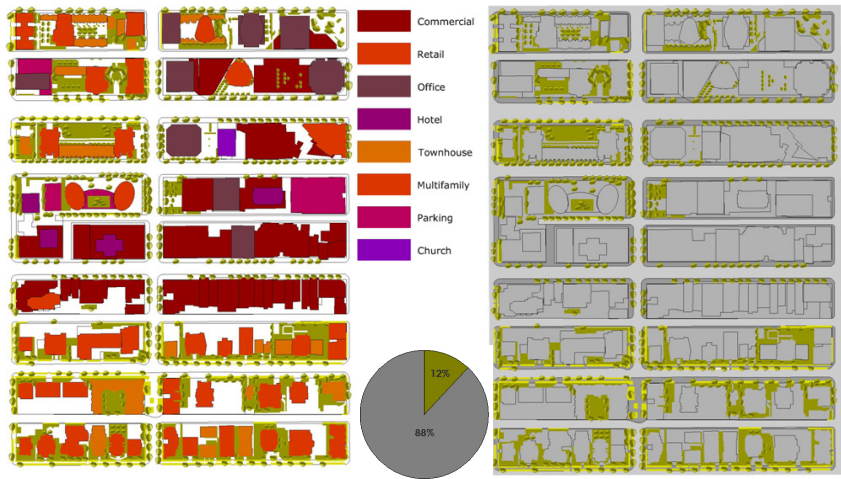 Commercial
Retail
Office
Hotel
Townhouse
Multifamily
Parking
Church
12%
88%